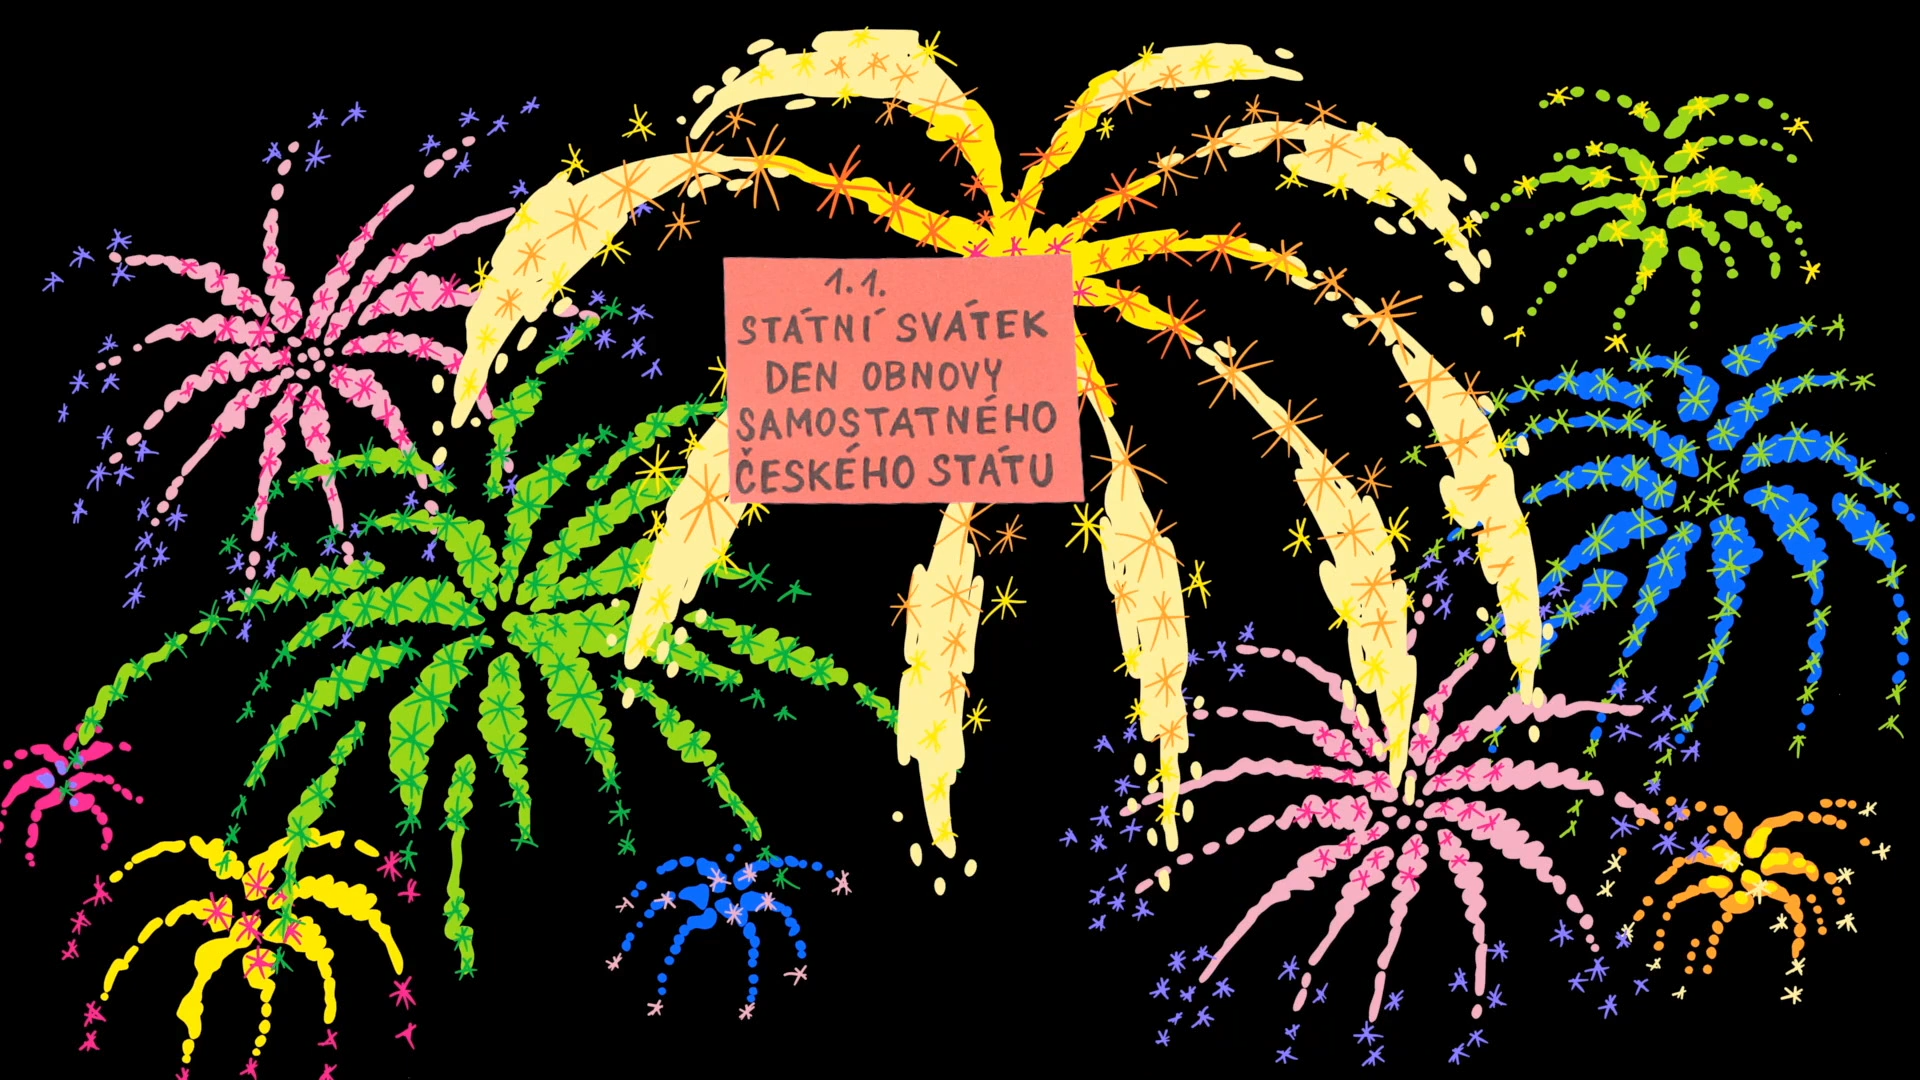 1.1.
STÁTNÍ SVÁTEK
DEN OBNOVY
SAMOSTATNÉHO
ČESKÉHO STÁTU